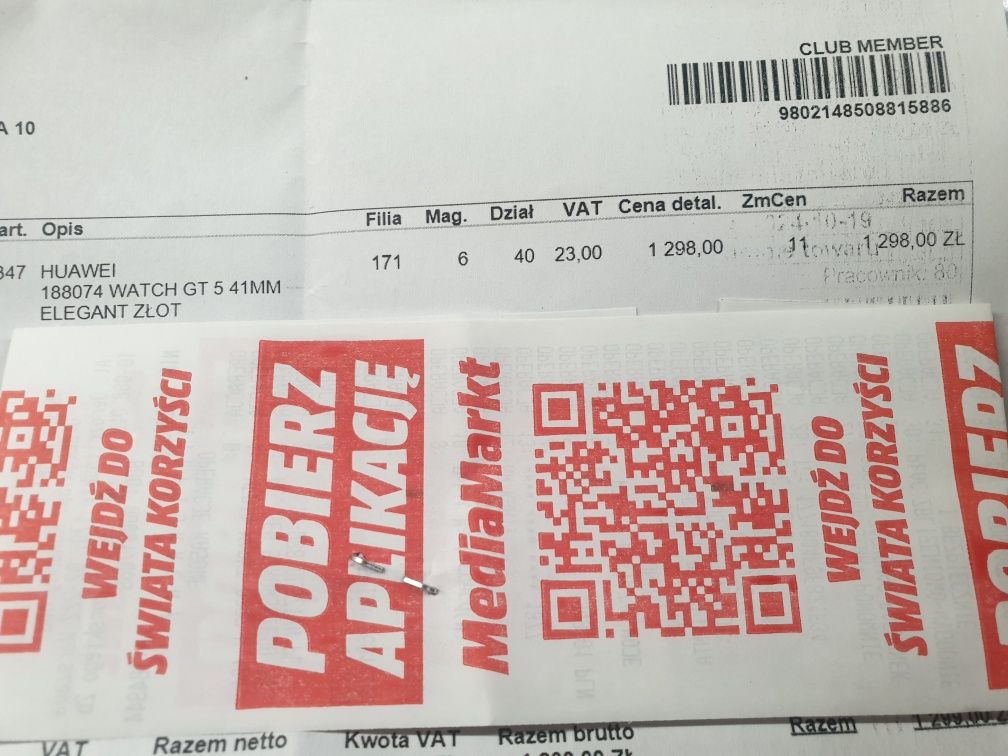 CLUB MEMBER
9802148508815886
A 10
art. Opis Filia Mag. Dział VAT Cena detal. ZmCen Razem
347 HUAWEI 171 6 40 23,00 1 298,00 11 1 298,00 ZŁ
188074 WATCH GT 5 41MM
ELEGANT ZŁOT
Pracownik: 80
WEJDŹ DO
ŚWIATA KORZYŚCI
POBIERZ
APLIKACJĘ
MediaMarkt
WEJDŹ DO
ŚWIATA KORZYŚCI
POBIERZ
VAT Razem netto Kwota VAT Razem brutto Razem